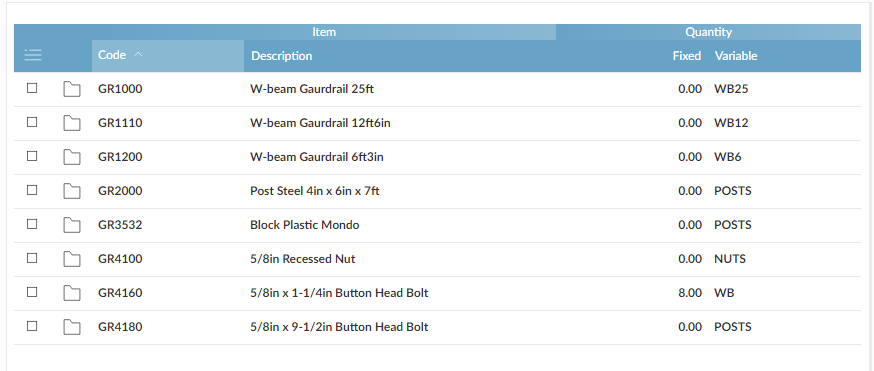 Item Quantity
Code Description Fixed Variable
GR1000 W-beam Gaurdrail 25ft 0.00 WB25
GR1110 W-beam Gaurdrail 12ft6in 0.00 WB12
GR1200 W-beam Gaurdrail 6ft3in 0.00 WB6
GR2000 Post Steel 4in x 6in x 7ft 0.00 POSTS
GR3532 Block Plastic Mondo 0.00 POSTS
GR4100 5/8in Recessed Nut 0.00 NUTS
GR4160 5/8in x 1-1/4in Button Head Bolt 8.00 WB
GR4180 5/8in x 9-1/2in Button Head Bolt 0.00 POSTS